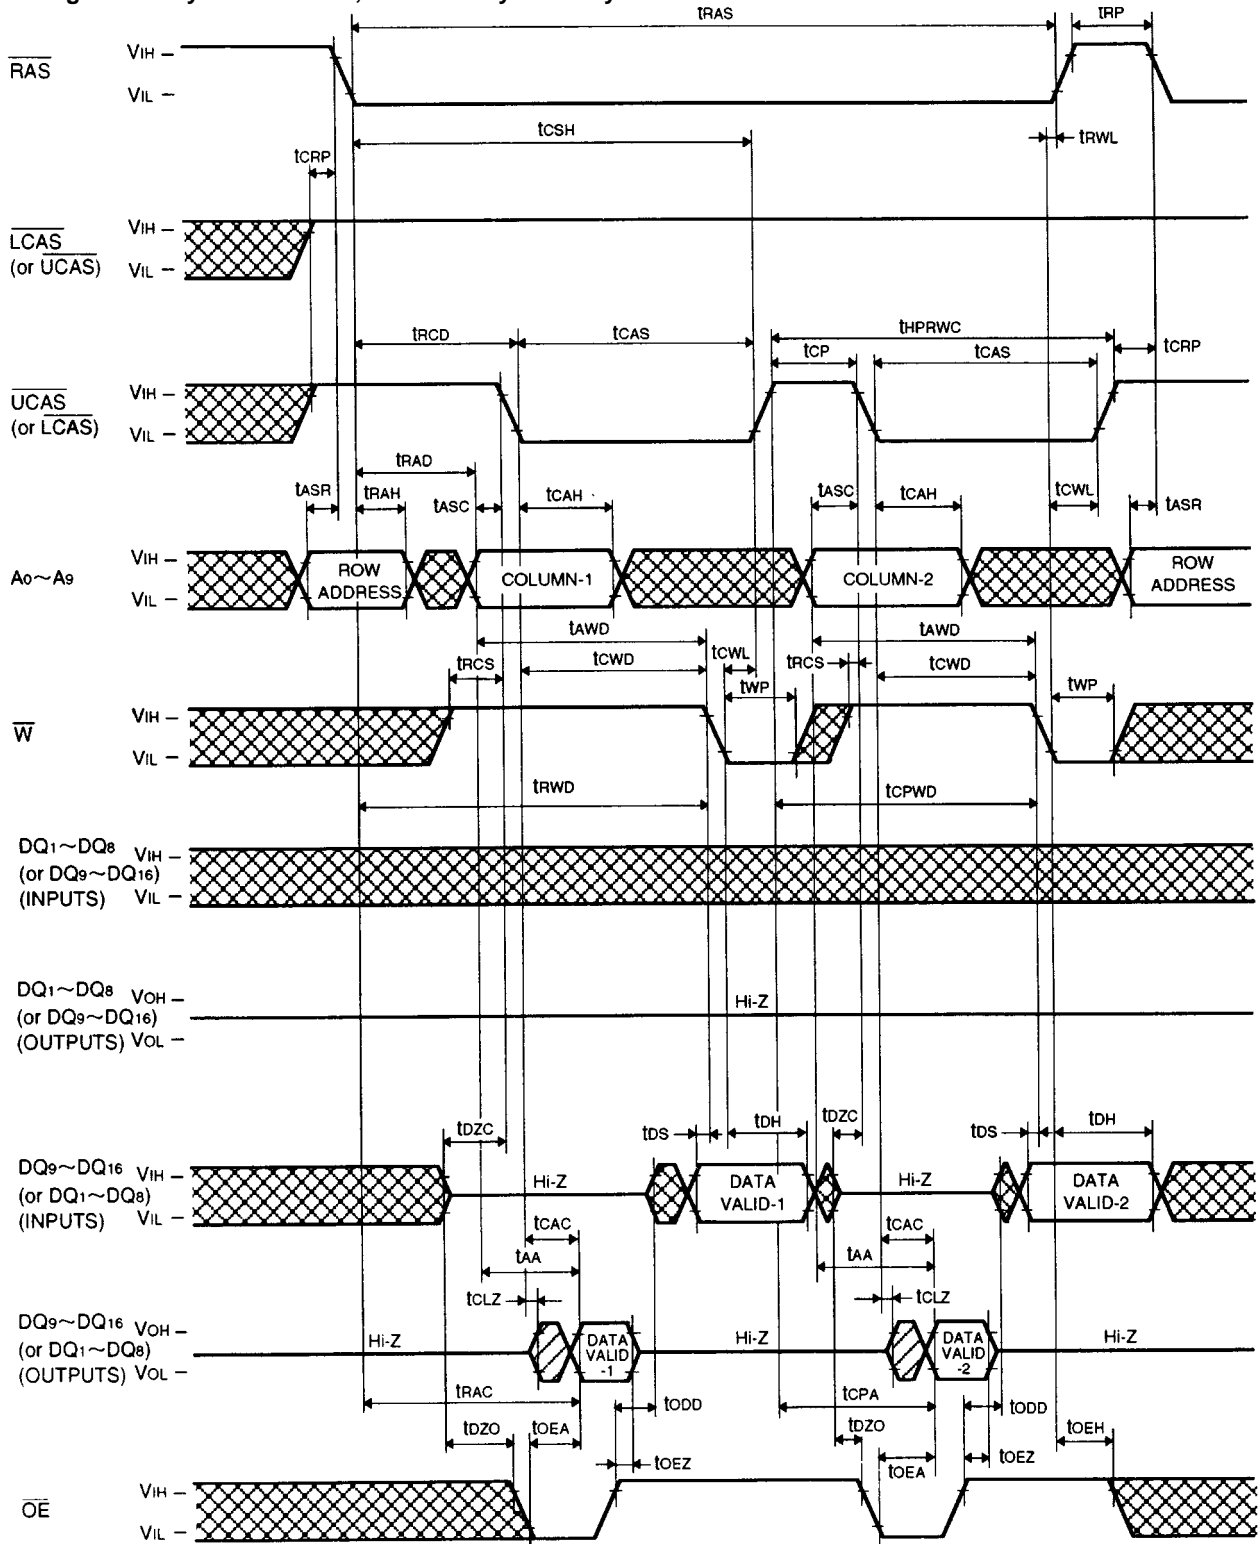 tRAS tRP
RAS VIH
VIL
tCSH tRWL
tCRP
LCAS VIH
(or UCAS) VIL
tRCD tCAS tHPRWC
tCP tCAS tCRP
UCAS VIH
(or LCAS) VIL
tRAD
tASR tRAH tASC tCAH tASC tCAH tCWL tASR
A0~A9 VIH ROW ADDRESS COLUMN-1 COLUMN-2 ROW ADDRESS
VIL
tAWD tAWD
tRCS tCWD tCWL tRCS tCWD
tWP tWP
W VIH
VIL
tRWD tCPWD
DQ1~DQ8 VIH
(or DQ9~DQ16)
(INPUTS) VIL
DQ1~DQ8 VOH Hi-Z
(or DQ9~DQ16)
(OUTPUTS) VOL
tDZC tDS tDH tDZC tDS tDH
DQ9~DQ16 VIH
(or DQ1~DQ8) Hi-Z DATA VALID-1 Hi-Z DATA VALID-2
(INPUTS) VIL
tCAC tCAC
tAA tAA
tCLZ tCLZ
DQ9~DQ16 VOH
(or DQ1~DQ8) Hi-Z DATA VALID -1 Hi-Z DATA VALID -2 Hi-Z
(OUTPUTS) VOL
tRAC tODD tCPA tODD
tDZO tOEA tDZO tOEH
tOEZ tOEA tOEZ
OE VIH
VIL